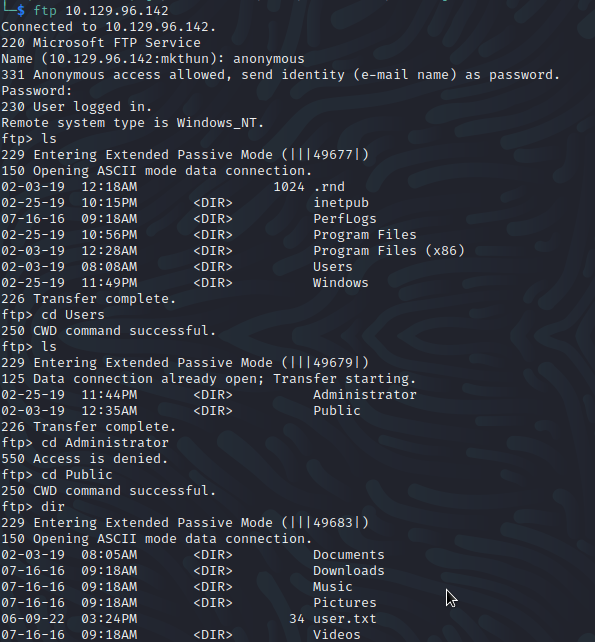 └─$ ftp 10.129.96.142
Connected to 10.129.96.142.
220 Microsoft FTP Service
Name (10.129.96.142:mkthun): anonymous
331 Anonymous access allowed, send identity (e-mail name) as password.
Password:
230 User logged in.
Remote system type is Windows_NT.
ftp> ls
229 Entering Extended Passive Mode (|||49677|)
150 Opening ASCII mode data connection.
02-03-19  12:18AM                 1024 .rnd
02-25-19  10:15PM       <DIR>          inetpub
07-16-16  09:18AM       <DIR>          PerfLogs
02-25-19  10:56PM       <DIR>          Program Files
02-03-19  12:28AM       <DIR>          Program Files (x86)
02-03-19  08:08AM       <DIR>          Users
02-25-19  11:49PM       <DIR>          Windows
226 Transfer complete.
ftp> cd Users
250 CWD command successful.
ftp> ls
229 Entering Extended Passive Mode (|||49679|)
125 Data connection already open; Transfer starting.
02-25-19  11:44PM       <DIR>          Administrator
02-03-19  12:35AM       <DIR>          Public
226 Transfer complete.
ftp> cd Administrator
550 Access is denied.
ftp> cd Public
250 CWD command successful.
ftp> dir
229 Entering Extended Passive Mode (|||49683|)
150 Opening ASCII mode data connection.
02-03-19  08:05AM       <DIR>          Documents
07-16-16  09:18AM       <DIR>          Downloads
07-16-16  09:18AM       <DIR>          Music
07-16-16  09:18AM       <DIR>          Pictures
06-09-22  03:24PM                   34 user.txt
07-16-16  09:18AM       <DIR>          Videos